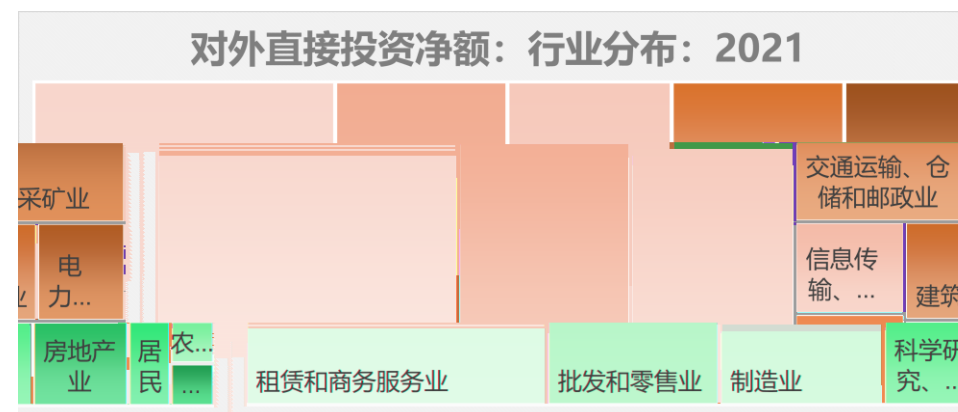 对外直接投资净额：行业分布：2021
采矿业
交通运输、仓
储和邮政业
电
力...
信息传
输、...
业
建筑
房地产
业
居
民
农...
...
租赁和商务服务业
批发和零售业
制造业
科学研
究、...